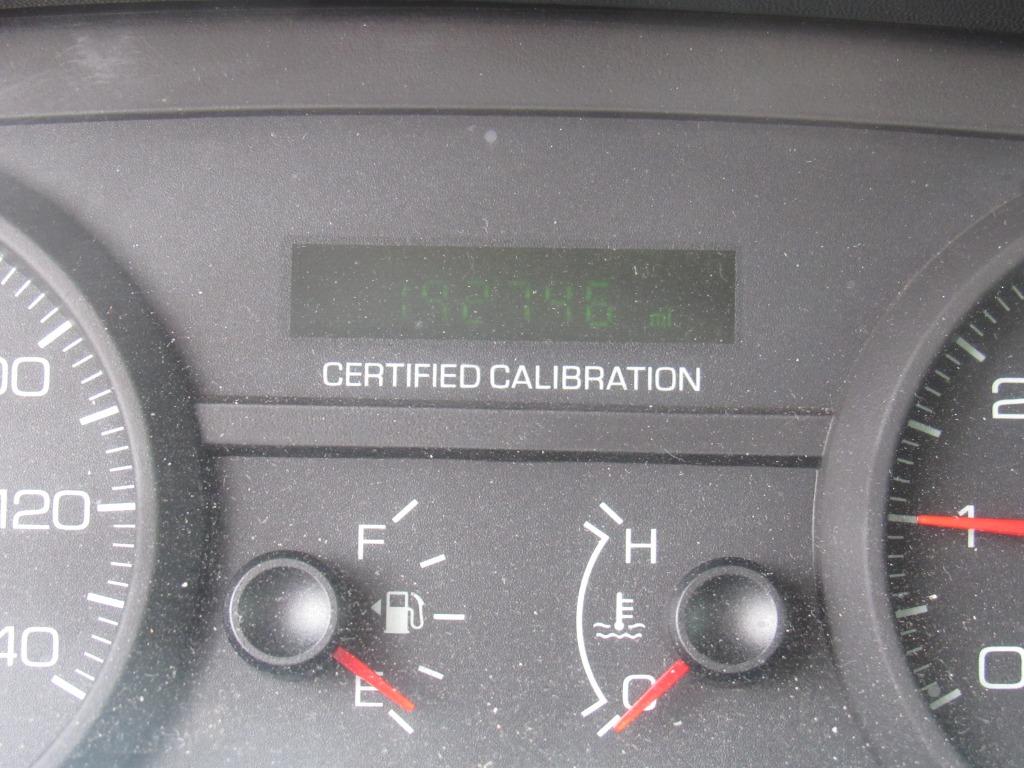 192746 mi
CERTIFIED CALIBRATION
00
2
F
H
120
1
E
C
40
0